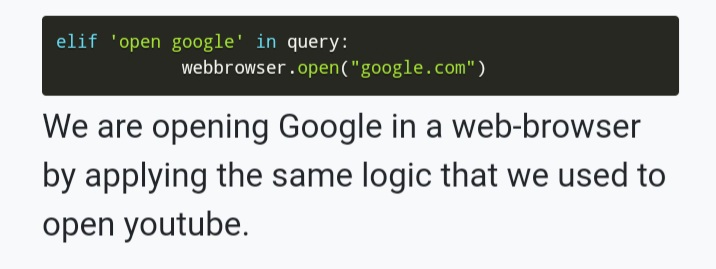 elif 'open google' in query:
webbrowser.open("google.com")
We are opening Google in a web-browser
by applying the same logic that we used to
open youtube.